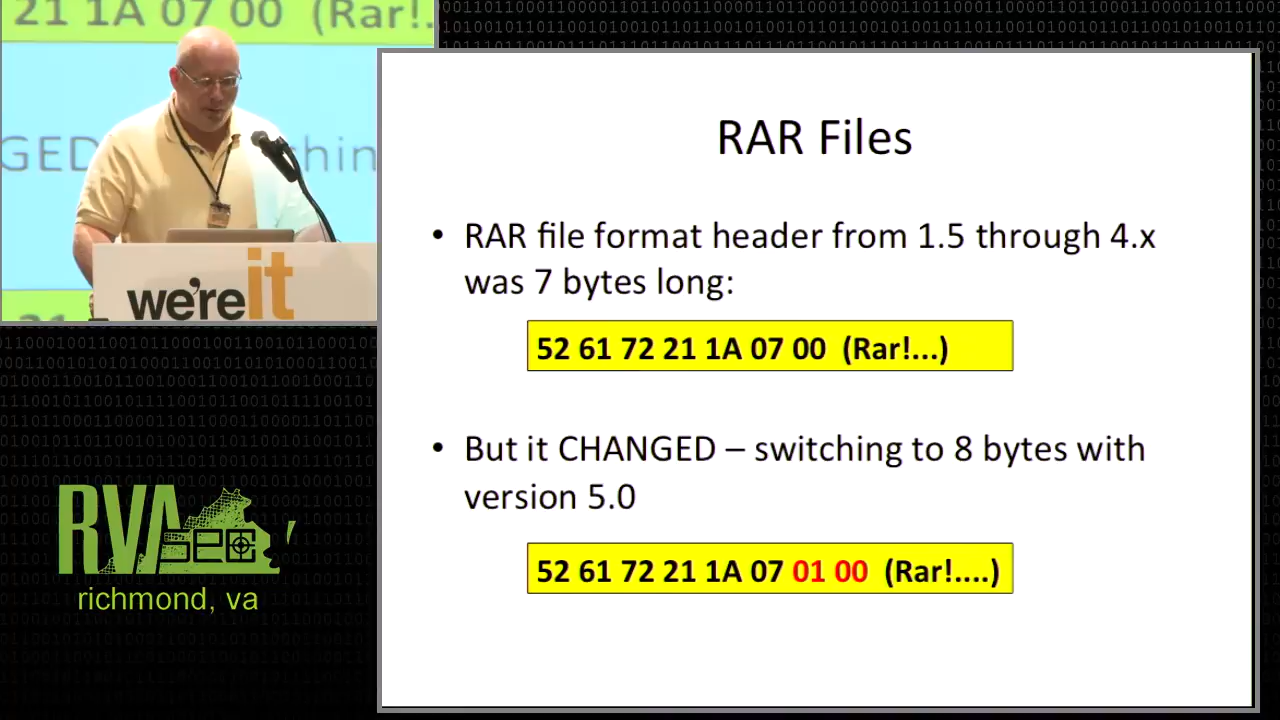 21 1A 07 00 (Rar!.
GED
hin
we're it
RAR Files
• RAR file format header from 1.5 through 4.x
was 7 bytes long:
52 61 72 21 1A 07 00 (Rar!...)
• But it CHANGED – switching to 8 bytes with
version 5.0
52 61 72 21 1A 07 01 00 (Rar!....)
RVA
SEC
richmond, va